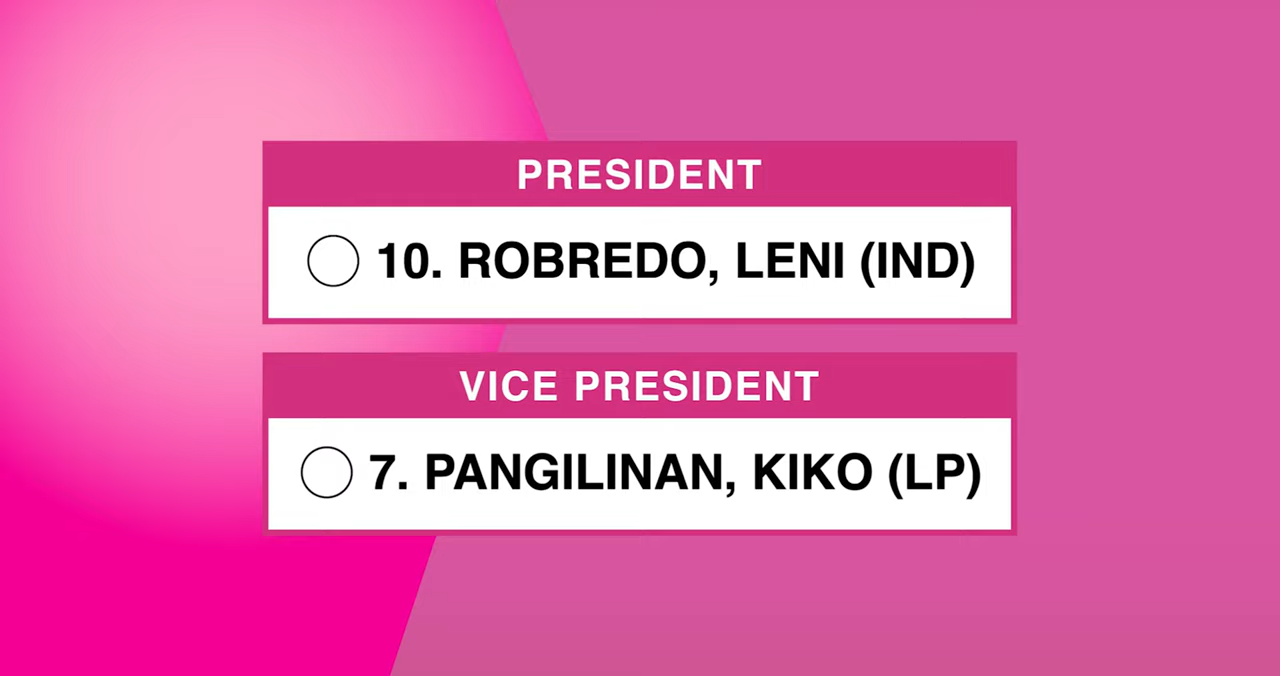 PRESIDENT
10. ROBREDO, LENI (IND)
VICE PRESIDENT
7. PANGILINAN, KIKO (LP)